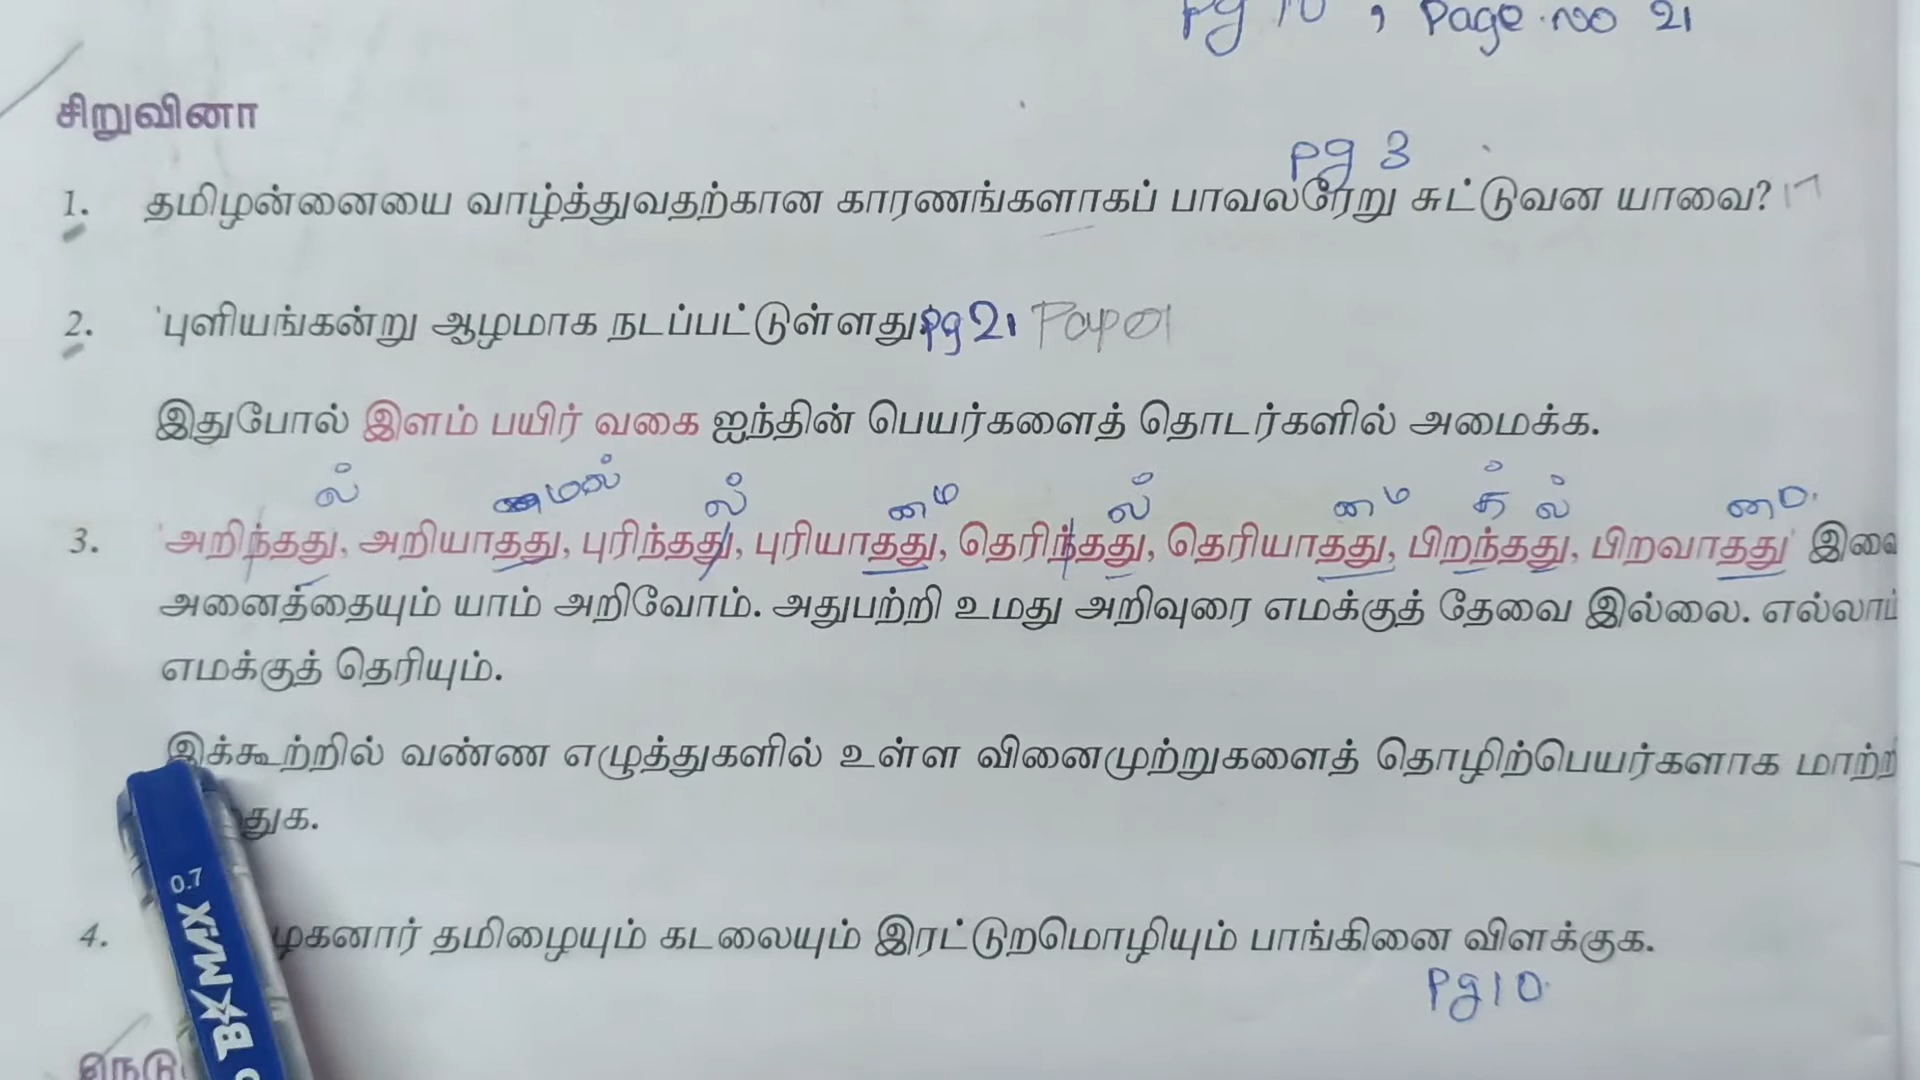 pg 10 , Page.no 21
சிறுவினா
pg 3
1. தமிழன்னையை வாழ்த்துவதற்கான காரணங்களாகப் பாவலரேறு சுட்டுவன யாவை? 17
2. 'புளியங்கன்று ஆழமாக நடப்பட்டுள்ளது pg 21
இதுபோல் இளம் பயிர் வகை ஐந்தின் பெயர்களைத் தொடர்களில் அமைக்க.
ல் மல் ல் மை ல் மை த் ல் மை
3. 'அறிந்தது, அறியாதது, புரிந்தது, புரியாதது, தெரிந்தது, தெரியாதது, பிறந்தது, பிறவாதது' இவை
அனைத்தையும் யாம் அறிவோம். அதுபற்றி உமது அறிவுரை எமக்குத் தேவை இல்லை. எல்லாம்
எமக்குத் தெரியும்.
இக்கூற்றில் வண்ண எழுத்துகளில் உள்ள வினைமுற்றுகளைத் தொழிற்பெயர்களாக மாற்றி
துக.
4. ழகனார் தமிழையும் கடலையும் இரட்டுறமொழியும் பாங்கினை விளக்குக.
Pg 10.
நெடு
0.7
B MAX